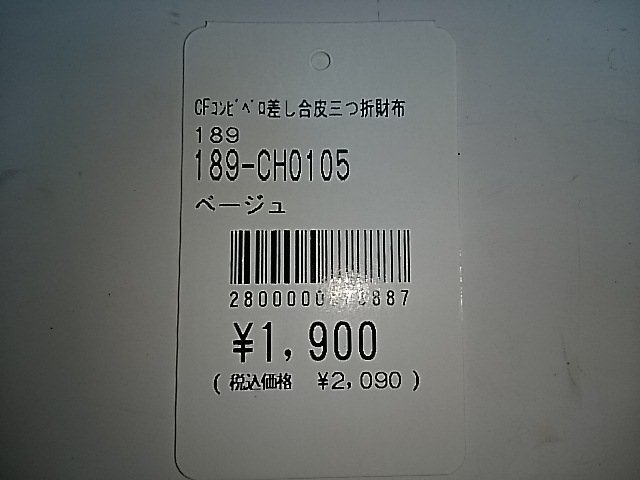 CFｺﾝﾋﾞﾍﾞﾛ差し合皮三つ折財布
189
189-CH0105
ベージュ
¥1,900
(税込価格 ¥2,090)